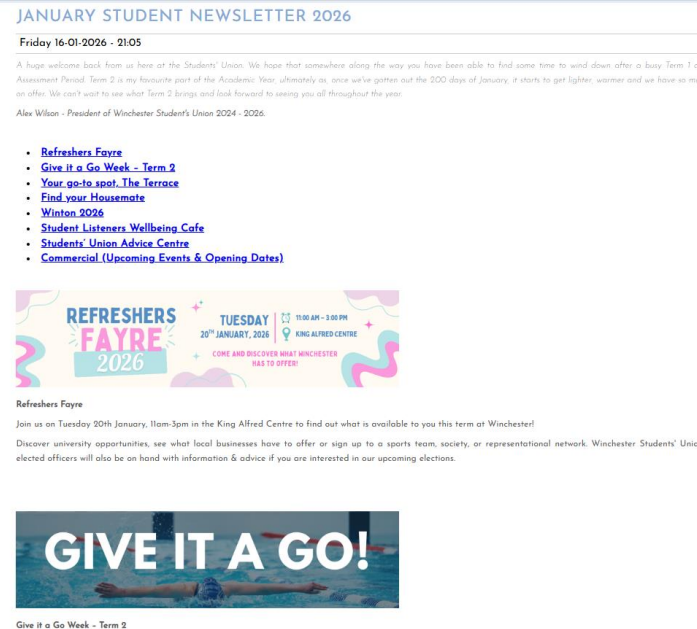 JANUARY STUDENT NEWSLETTER 2026
Friday 16-01-2026 - 21:05
A huge welcome back from us here at the Students' Union. We hope that somewhere along the way you have been able to find some time to wind down after a busy Term 1
Assessment Period. Term 2 is my favourite part of the Academic Year, ultimately as, once we've gotten out the 200 days of January, it starts to get lighter, warmer and we have so
on offer. We can't wait to see what Term 2 brings and look forward to seeing you all throughout the year.
Alex Wilson - President of Winchester Student's Union 2024 - 2026.
• Refreshers Fayre
• Give it a Go Week – Term 2
• Your go-to spot, The Terrace
• Find your Housemate
• Winton 2026
• Student Listeners Wellbeing Cafe
• Students' Union Advice Centre
• Commercial (Upcoming Events & Opening Dates)
REFRESHERS
FAYRE
2026
TUESDAY
20TH JANUARY, 2026
11:00 AM - 3:00 PM
KING ALFRED CENTRE
COME AND DISCOVER WHAT WINCHESTER
HAS TO OFFER!
Refreshers Fayre
Join us on Tuesday 20th January, 11am-3pm in the King Alfred Centre to find out what is available to you this term at Winchester!
Discover university opportunities, see what local businesses have to offer or sign up to a sports team, society, or representational network. Winchester Students'
elected officers will also be on hand with information & advice if you are interested in our upcoming elections.
GIVE IT A GO!
Give it a Go Week – Term 2